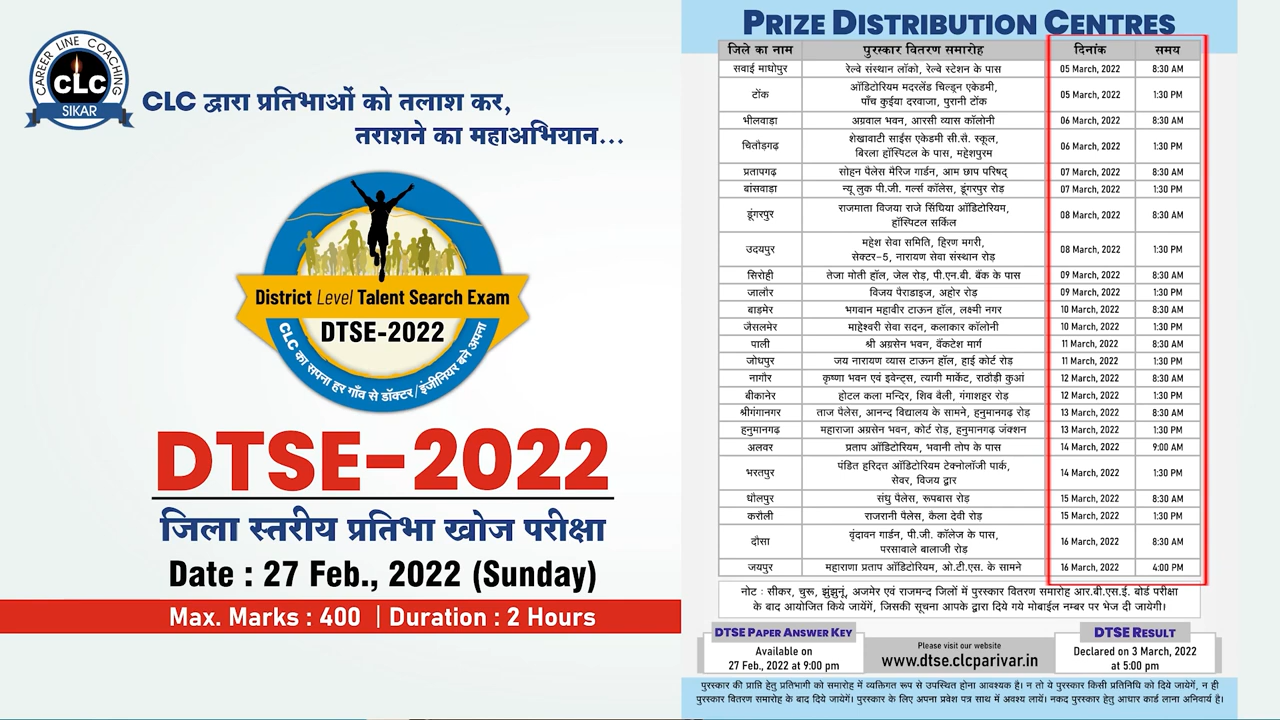 CAREER LINE COACHING
CLC
SIKAR
CLC द्वारा प्रतिभाओं को तलाश कर,
तराशने का महाअभियान...
District Level Talent Search Exam
DTSE-2022
CLC का सपना हर गाँव से डॉक्टर/इंजीनियर बने अपना
DTSE-2022
जिला स्तरीय प्रतिभा खोज परीक्षा
Date : 27 Feb., 2022 (Sunday)
Max. Marks : 400 | Duration : 2 Hours
PRIZE DISTRIBUTION CENTRES
जिले का नाम पुरस्कार वितरण समारोह दिनांक समय
सवाई माधोपुर रेल्वे संस्थान लॉको, रेल्वे स्टेशन के पास 05 March, 2022 8:30 AM
टोंक ऑडिटोरियम मदरलैंड चिल्ड्रन एकेडमी, 05 March, 2022 1:30 PM
पाँच कुईया दरवाजा, पुरानी टोंक
भीलवाड़ा अग्रवाल भवन, आरसी व्यास कॉलोनी 06 March, 2022 8:30 AM
चितौड़गढ़ शेखावाटी साईंस एकेडमी सी.सै. स्कूल, 06 March, 2022 1:30 PM
बिरला हॉस्पिटल के पास, महेशपुरम
प्रतापगढ़ सोहन पैलेस मैरिज गार्डन, आम छाप परिषद् 07 March, 2022 8:30 AM
बांसवाड़ा न्यू लुक पी.जी. गर्ल्स कॉलेस, डूंगरपुर रोड़ 07 March, 2022 1:30 PM
डूंगरपुर राजमाता विजया राजे सिंधिया ऑडिटोरियम, 08 March, 2022 8:30 AM
हॉस्पिटल सर्किल
उदयपुर महेश सेवा समिति, हिरण मगरी, 08 March, 2022 1:30 PM
सेक्टर-5, नारायण सेवा संस्थान रोड़
सिरोही तेजा मोती हॉल, जेल रोड़, पी.एन.बी. बैंक के पास 09 March, 2022 8:30 AM
जालौर विजय पैराडाइज, अहोर रोड़ 09 March, 2022 1:30 PM
बाड़मेर भगवान महावीर टाऊन हॉल, लक्ष्मी नगर 10 March, 2022 8:30 AM
जैसलमेर माहेश्वरी सेवा सदन, कलाकार कॉलोनी 10 March, 2022 1:30 PM
पाली श्री अग्रसेन भवन, वैंकटेश मार्ग 11 March, 2022 8:30 AM
जोधपुर जय नारायण व्यास टाऊन हॉल, हाई कोर्ट रोड़ 11 March, 2022 1:30 PM
नागौर कृष्णा भवन एवं इवेन्ट्स, त्यागी मार्केट, राठौड़ी कुआं 12 March, 2022 8:30 AM
बीकानेर होटल कला मन्दिर, शिव वैली, गंगाशहर रोड़ 12 March, 2022 1:30 PM
श्रीगंगानगर ताज पैलेस, आनन्द विद्यालय के सामने, हनुमानगढ़ रोड़ 13 March, 2022 8:30 AM
हनुमानगढ़ महाराजा अग्रसेन भवन, कोर्ट रोड़, हनुमानगढ़ जंक्शन 13 March, 2022 1:30 PM
अलवर प्रताप ऑडिटोरियम, भवानी तोप के पास 14 March, 2022 9:00 AM
भरतपुर पंडित हरिदत्त ऑडिटोरियम टेक्नोलॉजी पार्क, 14 March, 2022 1:30 PM
सेवर, विजय द्वार
धौलपुर संधु पैलेस, रूपबास रोड़ 15 March, 2022 8:30 AM
करौली राजरानी पैलेस, कैला देवी रोड़ 15 March, 2022 1:30 PM
दौसा वृंदावन गार्डन, पी.जी. कॉलेज के पास, 16 March, 2022 8:30 AM
परसावाले बालाजी रोड़
जयपुर महाराणा प्रताप ऑडिटोरियम, ओ.टी.एस. के सामने 16 March, 2022 4:00 PM
नोट : सीकर, चुरू, झुंझुनूं, अजमेर एवं राजमन्द जिलों में पुरस्कार वितरण समारोह आर.बी.एस.ई. बोर्ड परीक्षा
के बाद आयोजित किये जायेगें, जिसकी सूचना आपके द्वारा दिये गये मोबाईल नम्बर पर भेज दी जायेगी।
DTSE PAPER ANSWER KEY
Available on
27 Feb., 2022 at 9:00 pm
Please visit our website
www.dtse.clcparivar.in
DTSE RESULT
Declared on 3 March, 2022
at 5:00 pm
पुरस्कार की प्राप्ति हेतु प्रतिभागी को समारोह में व्यक्तिगत रूप से उपस्थित होना आवश्यक है। न तो ये पुरस्कार किसी प्रतिनिधि को दिये जायेगें, न ही
पुरस्कार वितरण समारोह के बाद दिये जायेगें। पुरस्कार के लिए अपना प्रवेश पत्र साथ में अवश्य लायें। नकद पुरस्कार हेतु आधार कार्ड लाना अनिवार्य है।